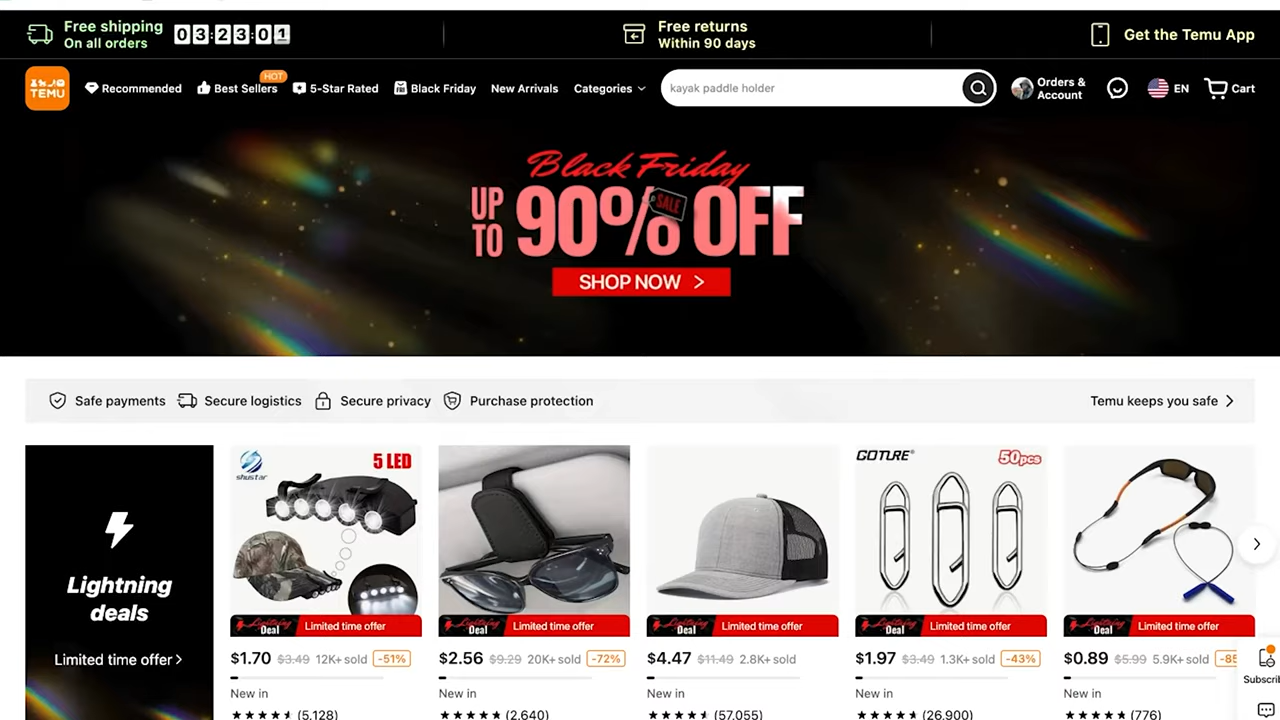 Free shipping
On all orders
03:23:01
Free returns
Within 90 days
Get the Temu App
TEMU
Recommended
Best Sellers
HOT
5-Star Rated
Black Friday
New Arrivals
Categories
kayak paddle holder
Orders &
Account
EN
Cart
Black Friday
UP
TO
90% OFF
SALE
SHOP NOW >
Safe payments
Secure logistics
Secure privacy
Purchase protection
Temu keeps you safe >
Lightning
deals
Limited time offer >
shustar
5 LED
Lightning
Deal
Limited time offer
$1.70 $3.49 12K+ sold -51%
New in
(5,128)
Lightning
Deal
Limited time offer
$2.56 $9.29 20K+ sold -72%
New in
(2,640)
Lightning
Deal
Limited time offer
$4.47 $11.49 2.8K+ sold
New in
(57,055)
GOTURE®
50pcs
Lightning
Deal
Limited time offer
$1.97 $3.49 1.3K+ sold -43%
New in
(26,900)
Lightning
Deal
Limited time offer
$0.89 $5.99 5.9K+ sold -85
New in
(776)
Subscrib